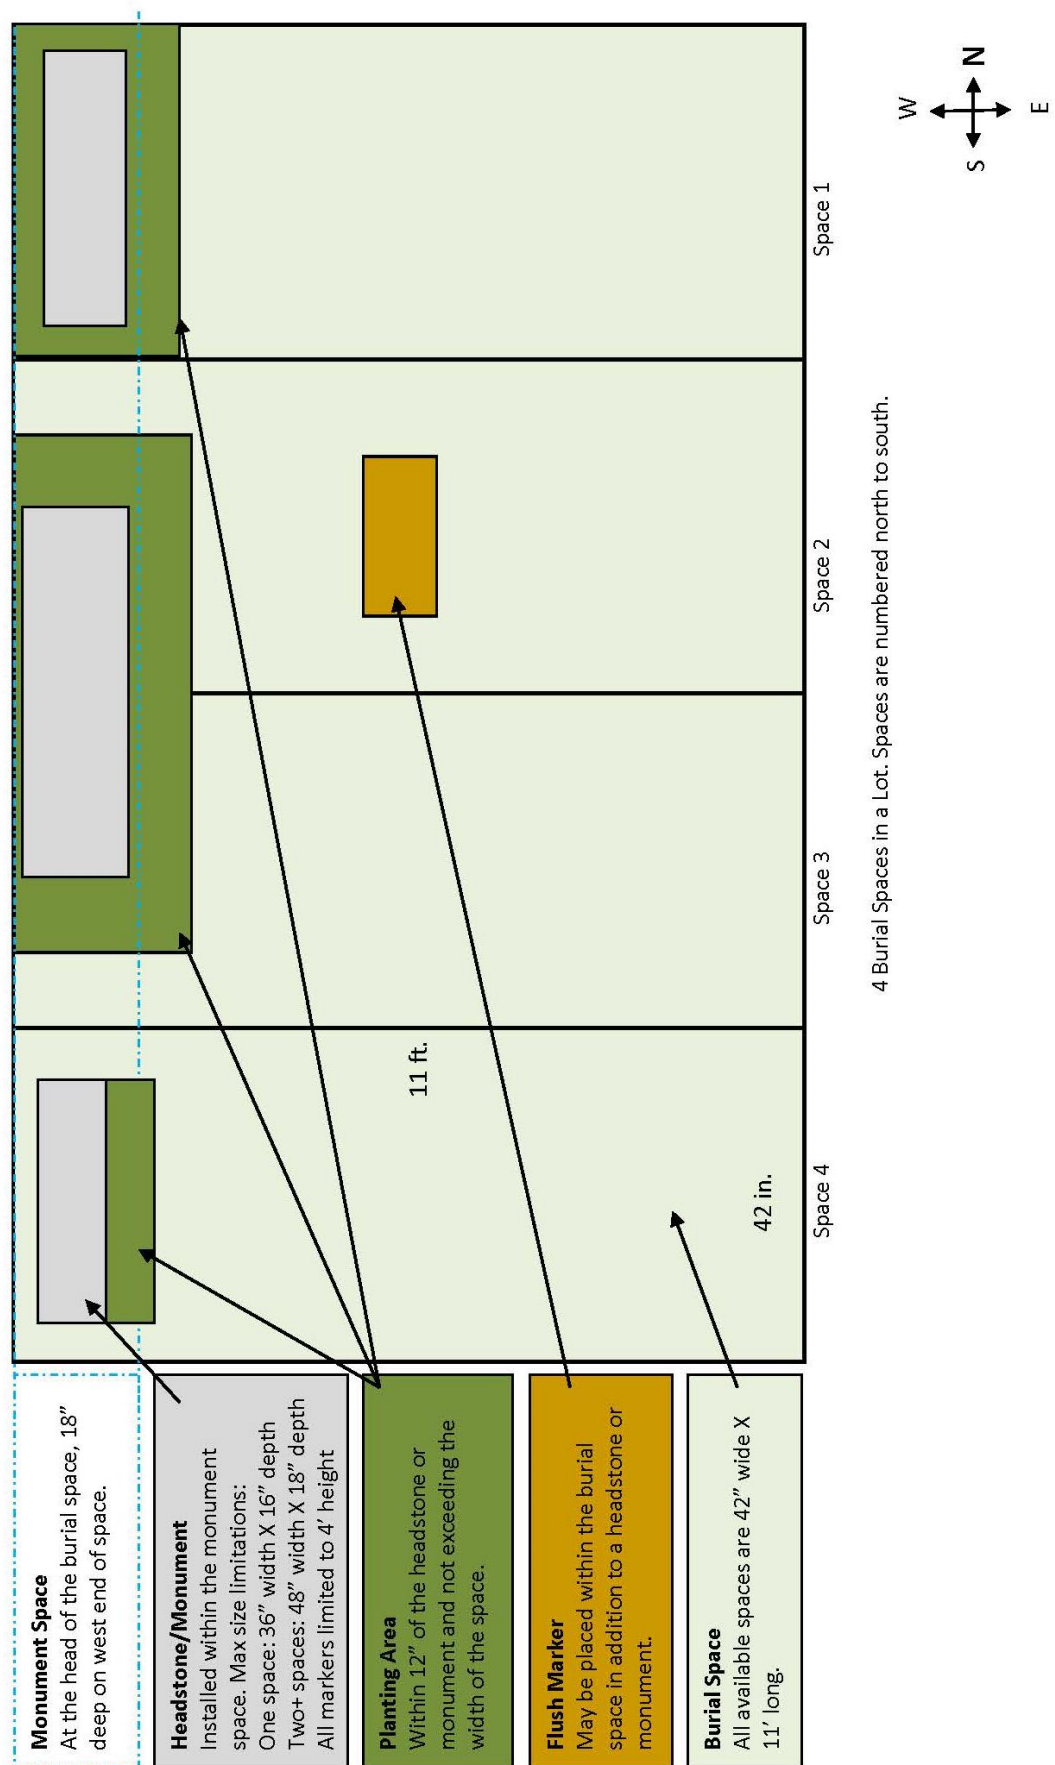 Monument Space
At the head of the burial space, 18”
deep on west end of space.
Headstone/Monument
Installed within the monument
space. Max size limitations:
One space: 36” width X 16” depth
Two+ spaces: 48” width X 18” depth
All markers limited to 4’ height
Planting Area
Within 12” of the headstone or
monument and not exceeding the
width of the space.
Flush Marker
May be placed within the burial
space in addition to a headstone or
monument.
Burial Space
All available spaces are 42” wide X
11’ long.
11 ft.
42 in.
Space 4
Space 3
Space 2
Space 1
4 Burial Spaces in a Lot. Spaces are numbered north to south.
W
N
S
E